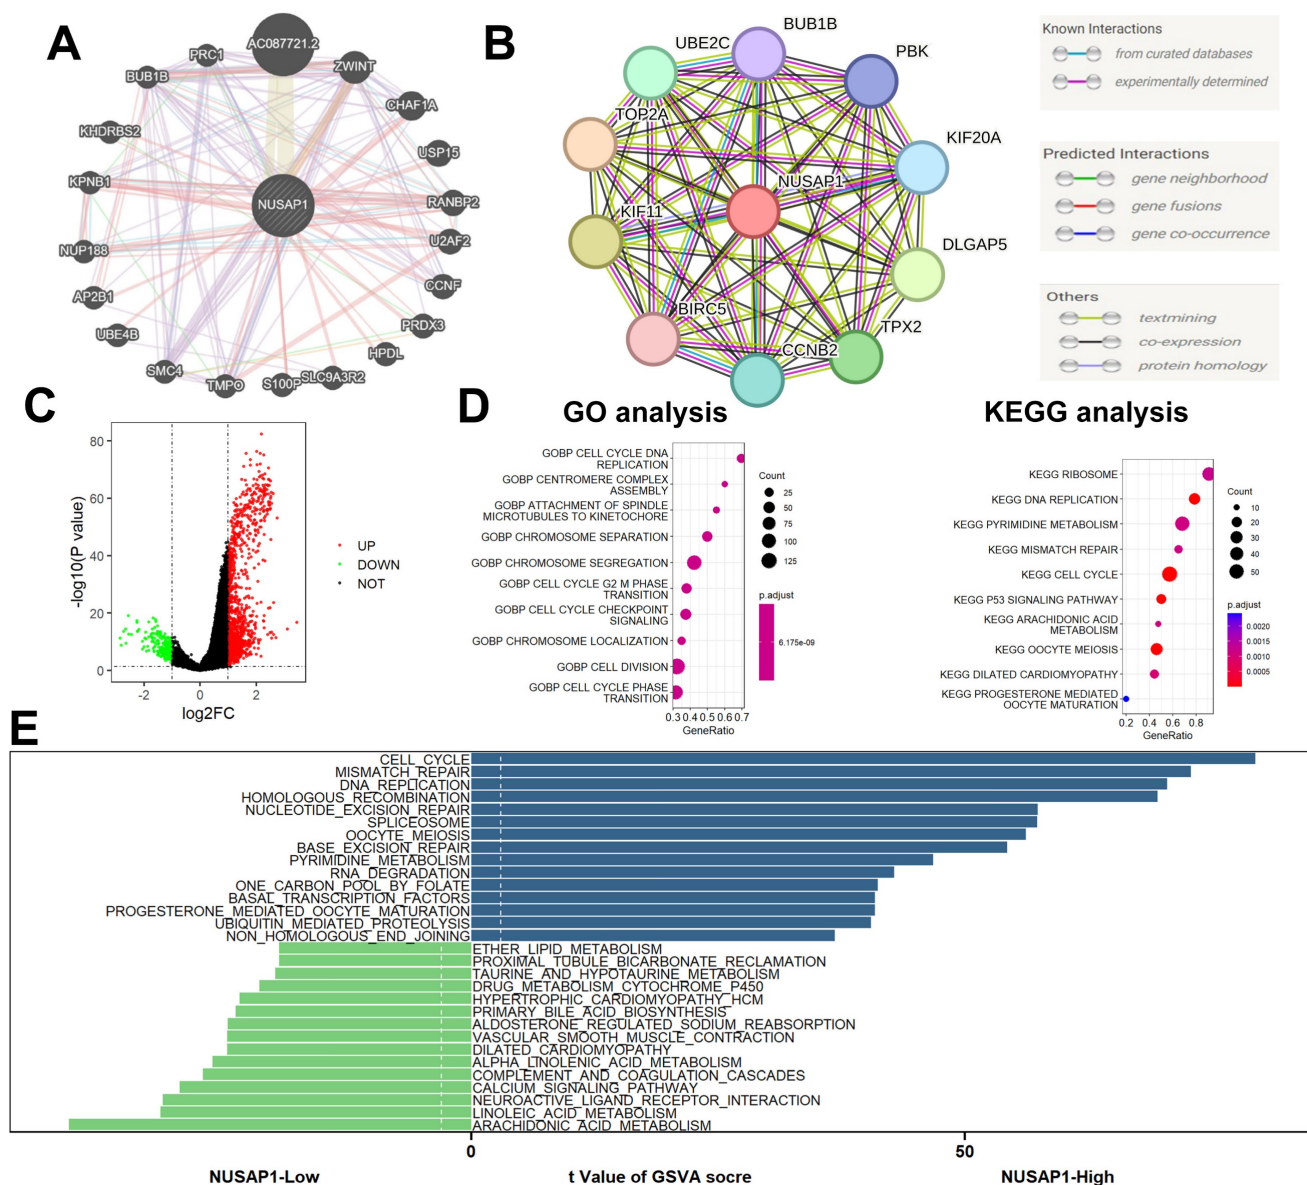 A
AC087721.2
PRC1
ZWINT
BUB1B
CHAF1A
KHDRBS2
USP15
KPNB1
NUSAP1
RANBP2
U2AF2
NUP188
CCNF
AP2B1
PRDX3
UBE4B
HPDL
SMC4
TMPO
S100P
SLC9A3R2
B
BUB1B
UBE2C
PBK
TOP2A
KIF20A
NUSAP1
KIF11
DLGAP5
BIRC5
TPX2
CCNB2
Known Interactions
from curated databases
experimentally determined
Predicted Interactions
gene neighborhood
gene fusions
gene co-occurrence
Others
textmining
co-expression
protein homology
C
-log10(P value)
80
60
40
20
0
-2
0
2
log2FC
UP
DOWN
NOT
D
GO analysis
GOBP CELL CYCLE DNA
REPLICATION
GOBP CENTROMERE COMPLEX
ASSEMBLY
GOBP ATTACHMENT OF SPINDLE
MICROTUBULES TO KINETOCHORE
GOBP CHROMOSOME SEPARATION
GOBP CHROMOSOME SEGREGATION
GOBP CELL CYCLE G2 M PHASE
TRANSITION
GOBP CELL CYCLE CHECKPOINT
SIGNALING
GOBP CHROMOSOME LOCALIZATION
GOBP CELL DIVISION
GOBP CELL CYCLE PHASE
TRANSITION
0.3 0.4 0.5 0.6 0.7
GeneRatio
Count
25
50
75
100
125
p.adjust
6.175e-09
KEGG analysis
KEGG RIBOSOME
KEGG DNA REPLICATION
KEGG PYRIMIDINE METABOLISM
KEGG MISMATCH REPAIR
KEGG CELL CYCLE
KEGG P53 SIGNALING PATHWAY
KEGG ARACHIDONIC ACID
METABOLISM
KEGG OOCYTE MEIOSIS
KEGG DILATED CARDIOMYOPATHY
KEGG PROGESTERONE MEDIATED
OOCYTE MATURATION
0.2 0.4 0.6 0.8
GeneRatio
Count
10
20
30
40
50
p.adjust
0.0020
0.0015
0.0010
0.0005
E
CELL_CYCLE
MISMATCH_REPAIR
DNA_REPLICATION
HOMOLOGOUS_RECOMBINATION
NUCLEOTIDE_EXCISION_REPAIR
SPLICEOSOME
OOCYTE_MEIOSIS
BASE_EXCISION_REPAIR
PYRIMIDINE_METABOLISM
RNA_DEGRADATION
ONE_CARBON_POOL_BY_FOLATE
BASAL_TRANSCRIPTION_FACTORS
PROGESTERONE_MEDIATED_OOCYTE_MATURATION
UBIQUITIN_MEDIATED_PROTEOLYSIS
NON_HOMOLOGOUS_END_JOINING
ETHER_LIPID_METABOLISM
PROXIMAL_TUBULE_BICARBONATE_RECLAMATION
TAURINE_AND_HYPOTAURINE_METABOLISM
DRUG_METABOLISM_CYTOCHROME_P450
HYPERTROPHIC_CARDIOMYOPATHY_HCM
PRIMARY_BILE_ACID_BIOSYNTHESIS
ALDOSTERONE_REGULATED_SODIUM_REABSORPTION
VASCULAR_SMOOTH_MUSCLE_CONTRACTION
DILATED_CARDIOMYOPATHY
ALPHA_LINOLENIC_ACID_METABOLISM
COMPLEMENT_AND_COAGULATION_CASCADES
CALCIUM_SIGNALING_PATHWAY
NEUROACTIVE_LIGAND_RECEPTOR_INTERACTION
LINOLEIC_ACID_METABOLISM
ARACHIDONIC_ACID_METABOLISM
0
50
NUSAP1-Low
t Value of GSVA socre
NUSAP1-High